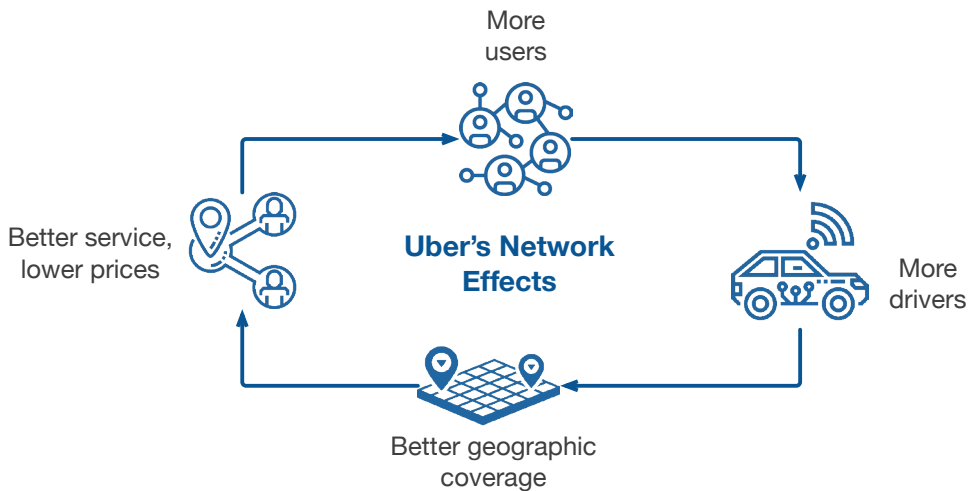 More
users
Better service,
lower prices
Uber's Network
Effects
More
drivers
Better geographic
coverage